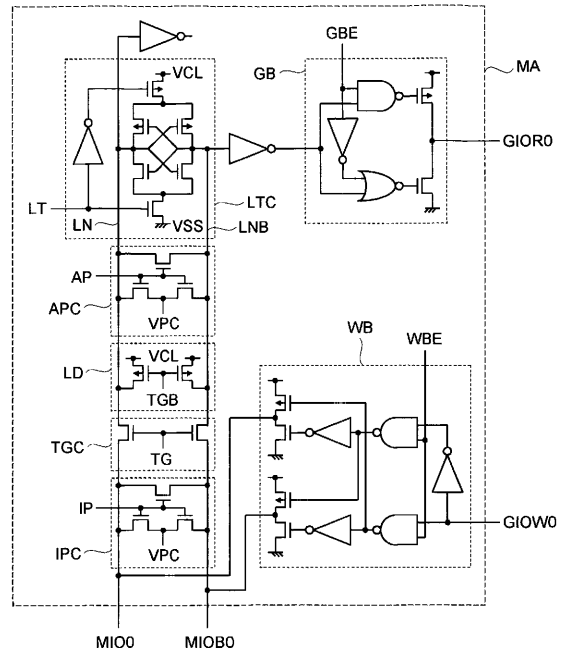 GBE
VCL
GB
MA
GIOR0
LT
LTC
LN
VSS
LNB
AP
APC
VPC
WB
WBE
VCL
LD
TGB
TGC
TG
IP
GIOW0
IPC
VPC
MIO0
MIOB0